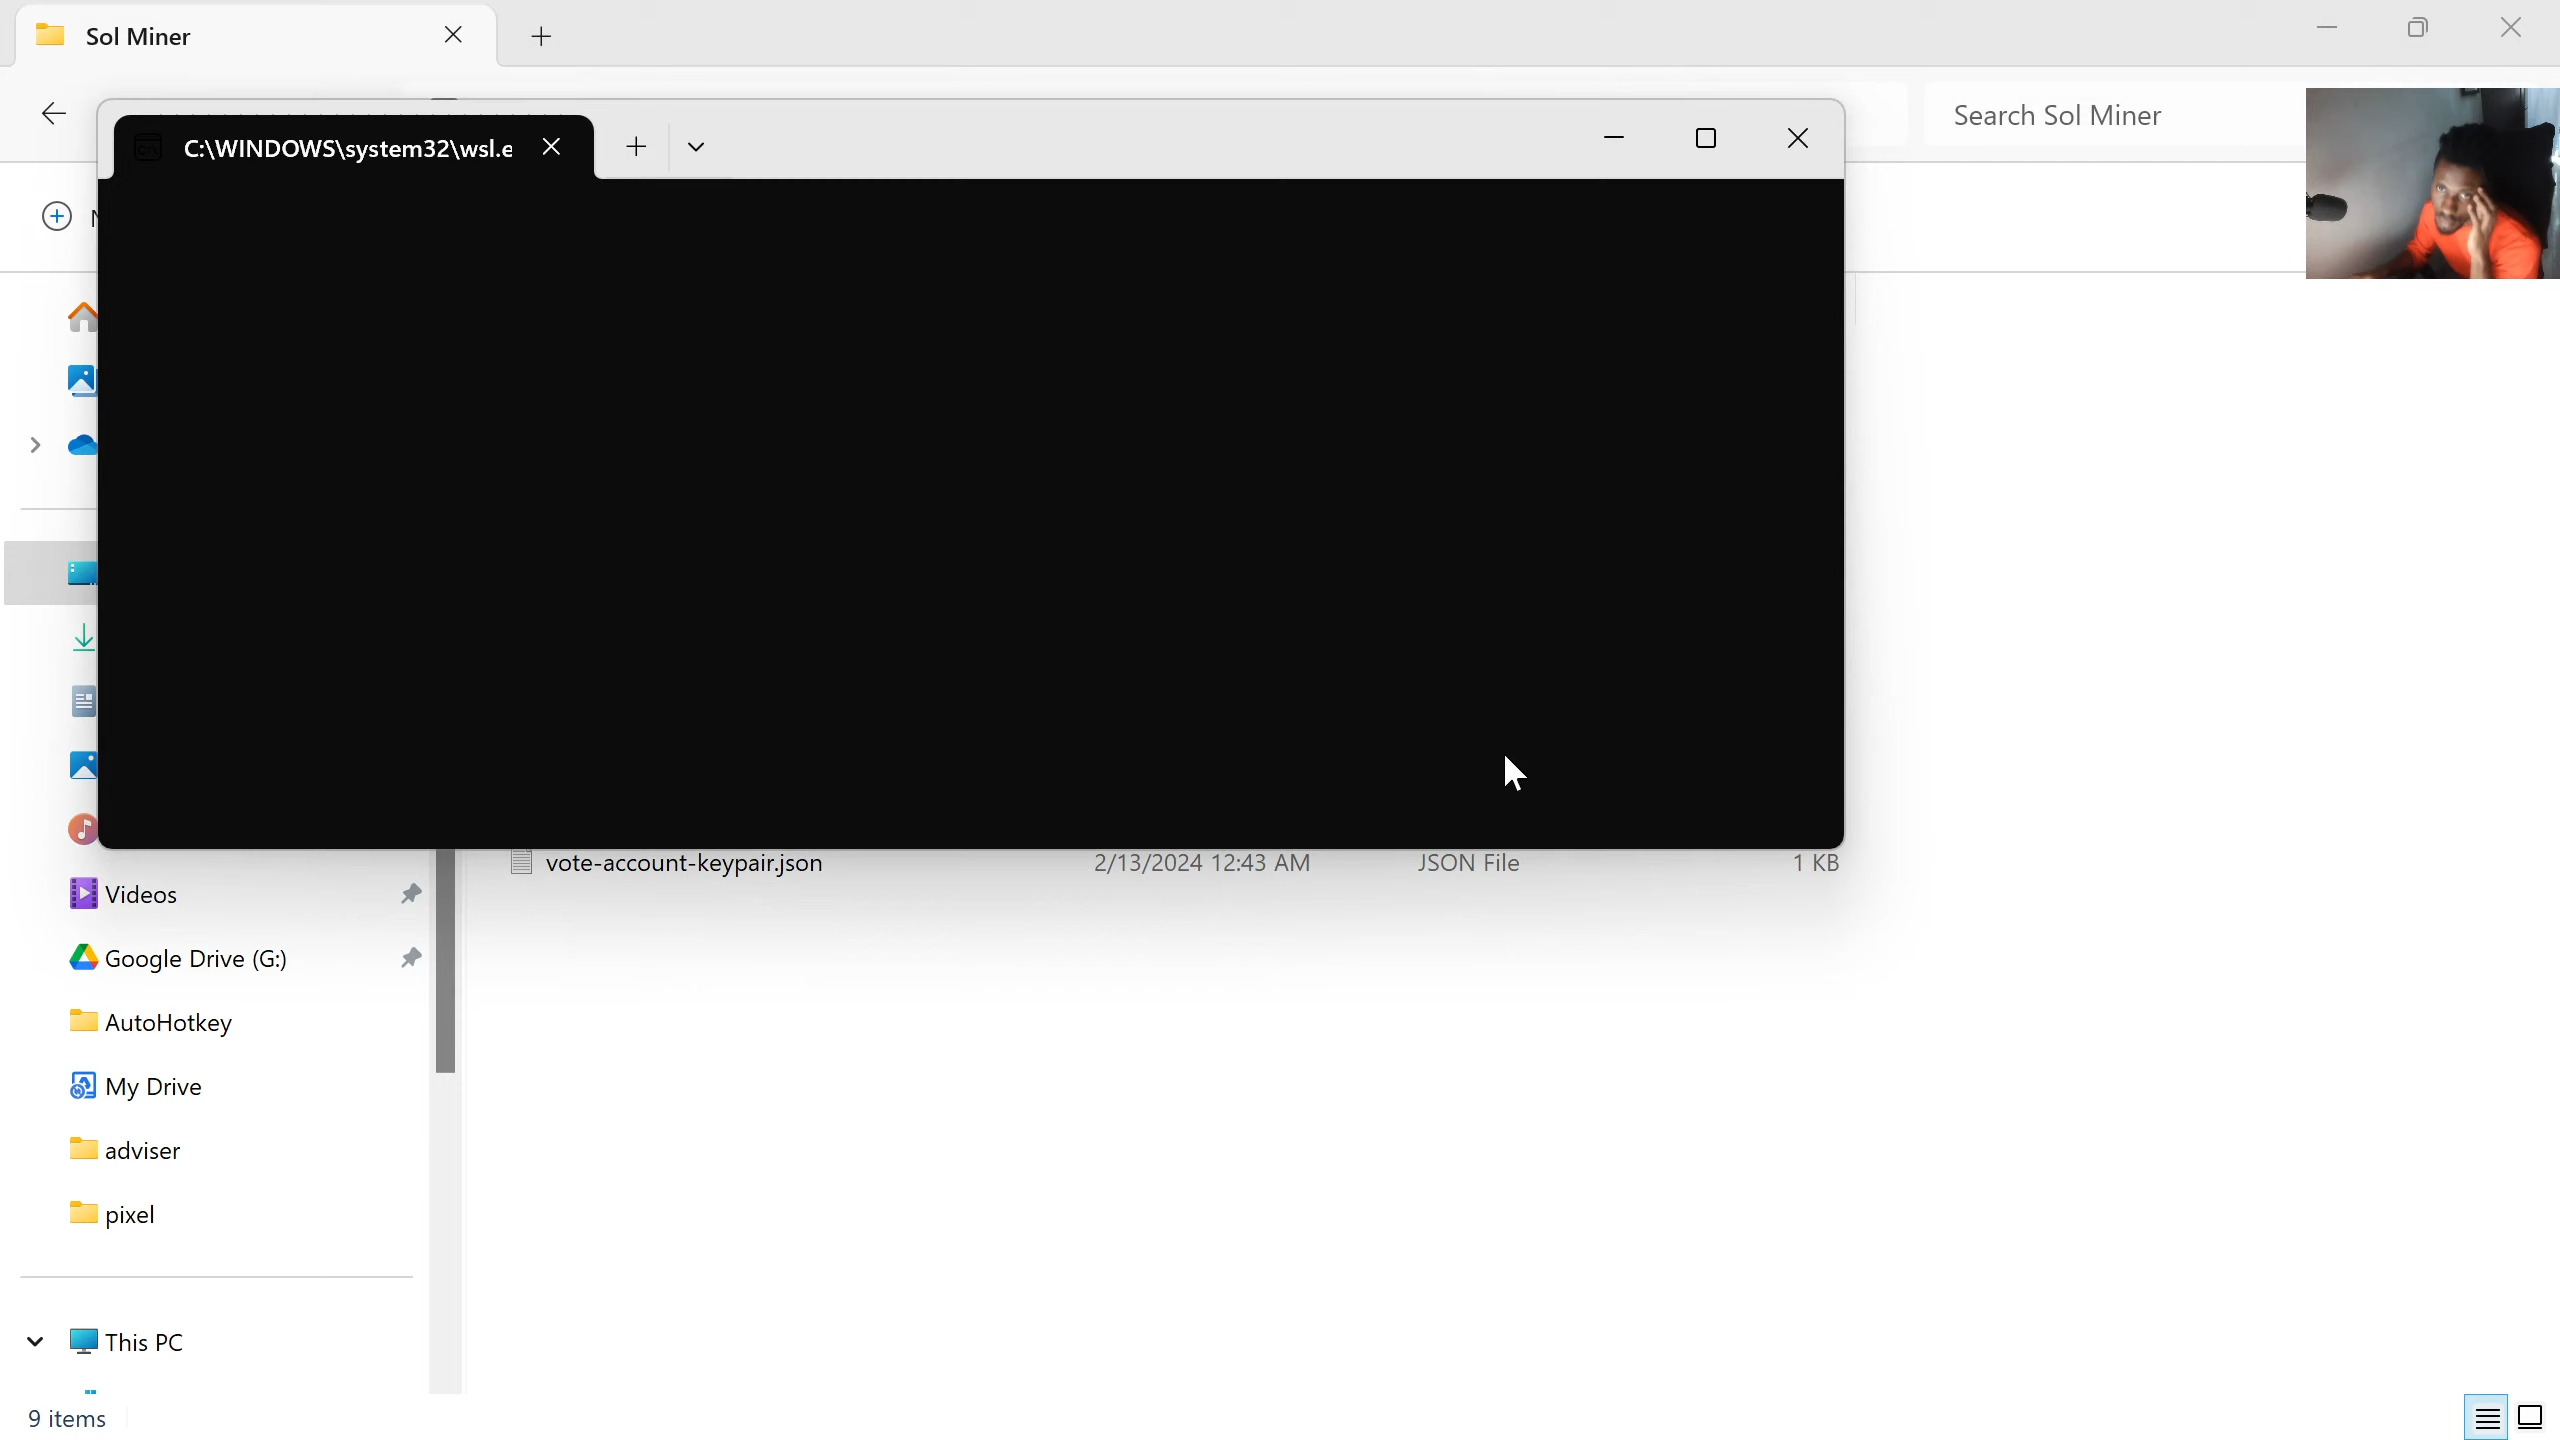 Sol Miner
Search Sol Miner
C:\WINDOWS\system32\wsl.e
vote-account-keypair.json 2/13/2024 12:43 AM JSON File 1 KB
Videos
Google Drive (G:)
AutoHotkey
My Drive
adviser
pixel
This PC
9 items